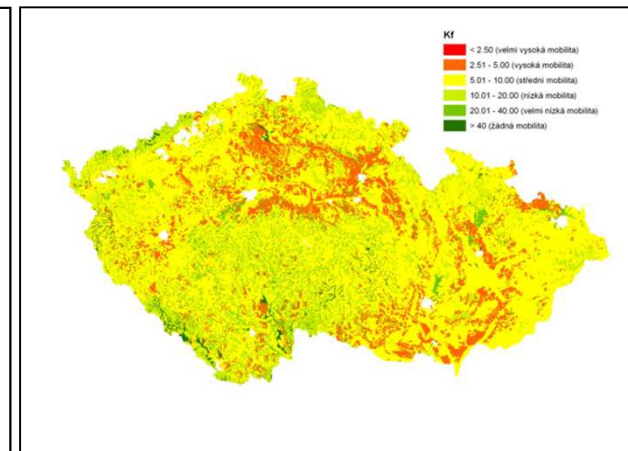 Kf
< 2.50 (velmi vysoká mobilita)
2.51 - 5.00 (vysoká mobilita)
5.01 - 10.00 (střední mobilita)
10.01 - 20.00 (nízká mobilita)
20.01 - 40.00 (velmi nízká mobilita)
> 40 (žádná mobilita)